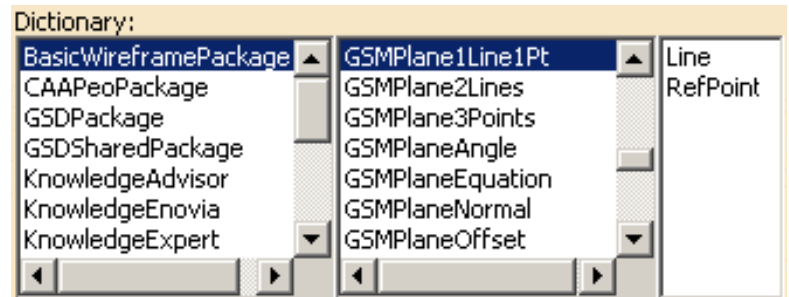 Dictionary:
BasicWireframePackage
CAAPeoPackage
GSDPackage
GSDSharedPackage
KnowledgeAdvisor
KnowledgeEnovia
KnowledgeExpert
GSMPlane1Line1Pt
GSMPlane2Lines
GSMPlane3Points
GSMPlaneAngle
GSMPlaneEquation
GSMPlaneNormal
GSMPlaneOffset
Line
RefPoint